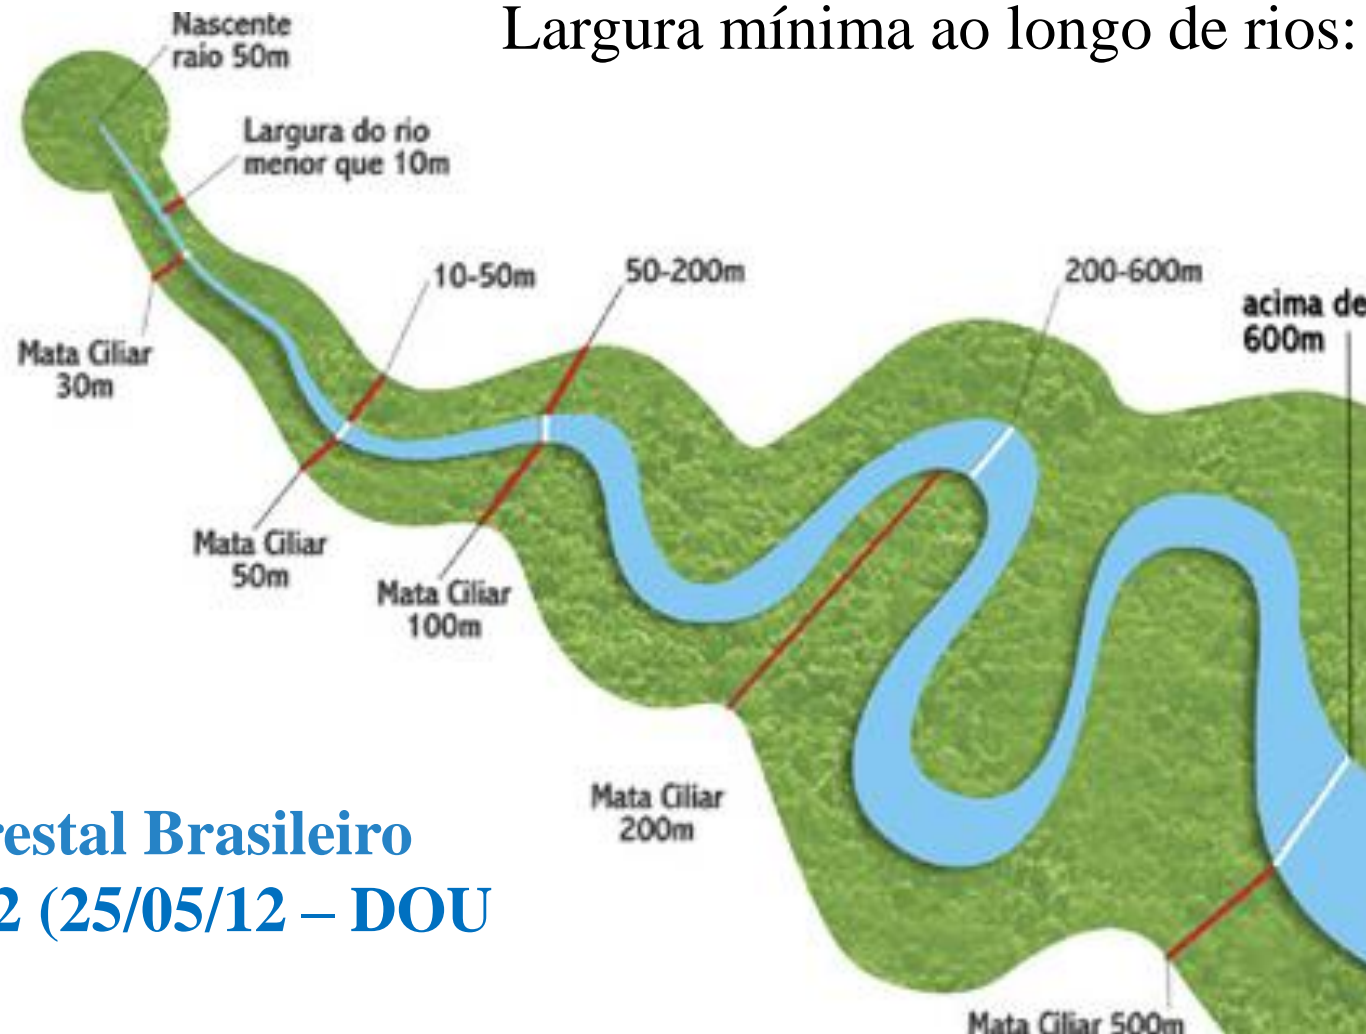 Largura mínima ao longo de rios:
Nascente
raio 50m
Largura do rio
menor que 10m
10-50m
50-200m
200-600m
acima de
600m
Mata Ciliar
30m
Mata Ciliar
50m
Mata Ciliar
100m
Mata Ciliar
200m
restal Brasileiro
2 (25/05/12 – DOU
Mata Ciliar 500m